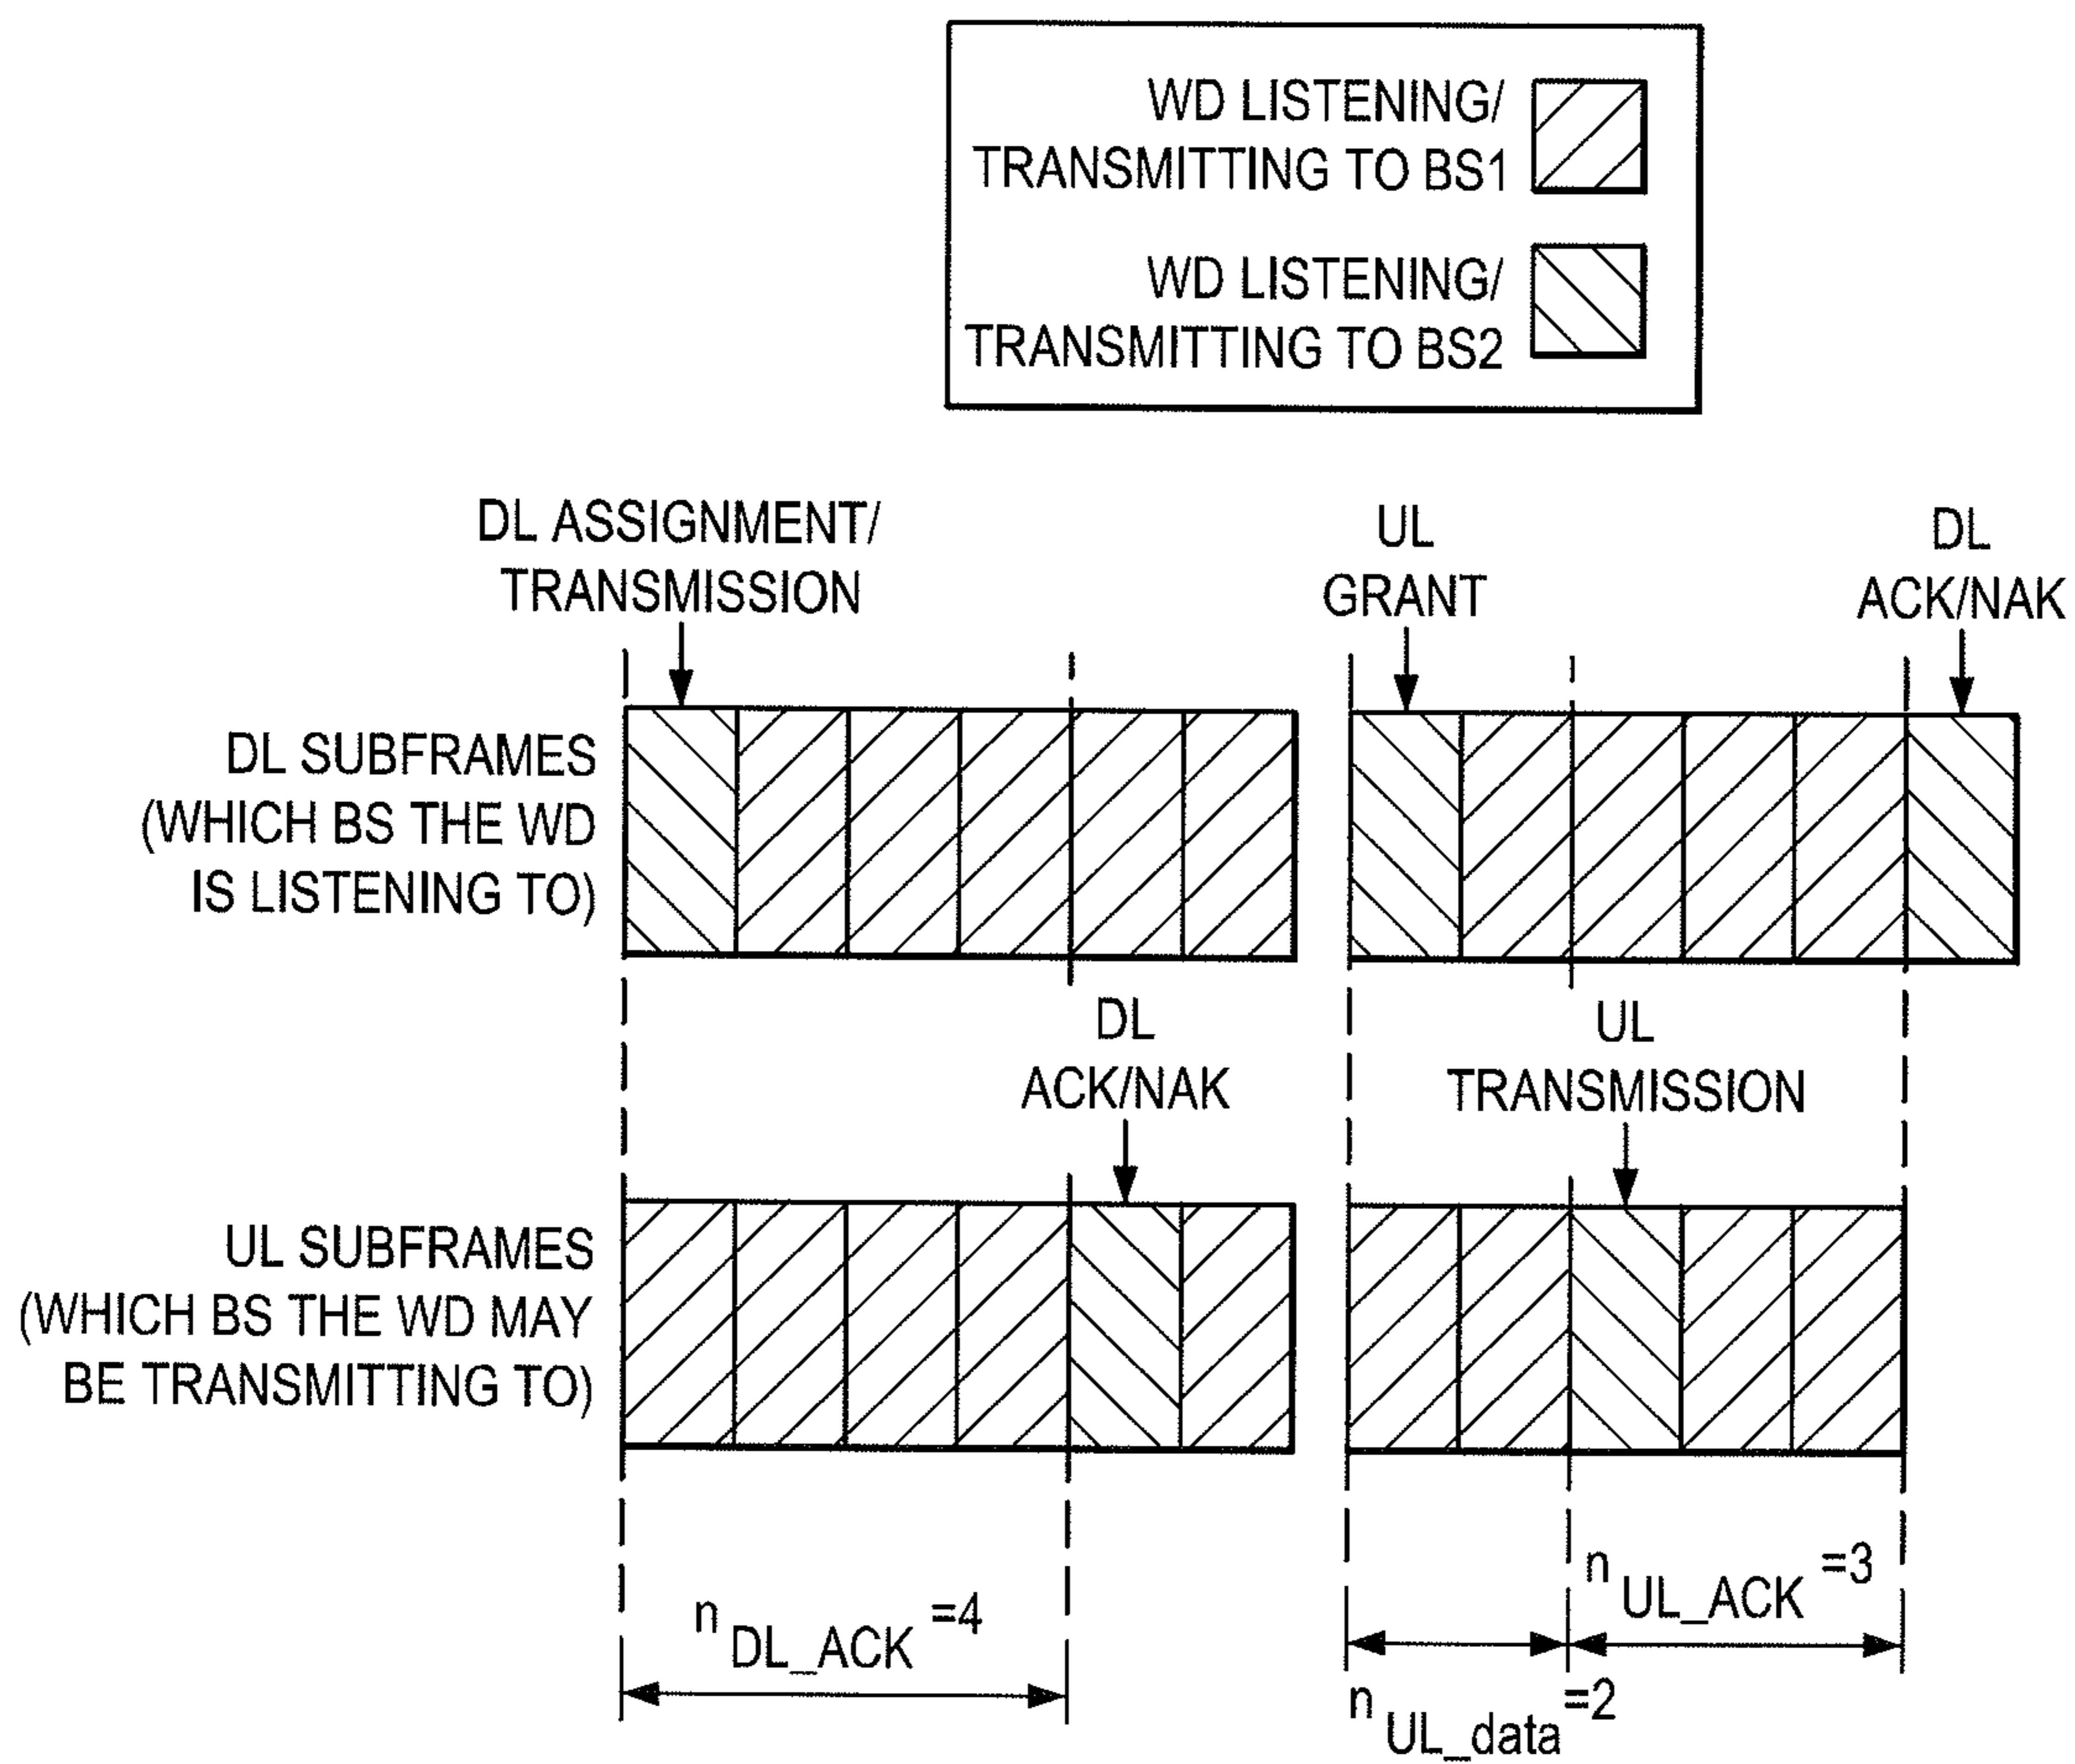 WD LISTENING/
TRANSMITTING TO BS1
WD LISTENING/
TRANSMITTING TO BS2
DL ASSIGNMENT/
TRANSMISSION
UL
GRANT
DL
ACK/NAK
DL SUBFRAMES
(WHICH BS THE WD
IS LISTENING TO)
DL
ACK/NAK
UL
TRANSMISSION
UL SUBFRAMES
(WHICH BS THE WD MAY
BE TRANSMITTING TO)
n DL_ACK =4
n UL_ACK =3
n UL_data =2